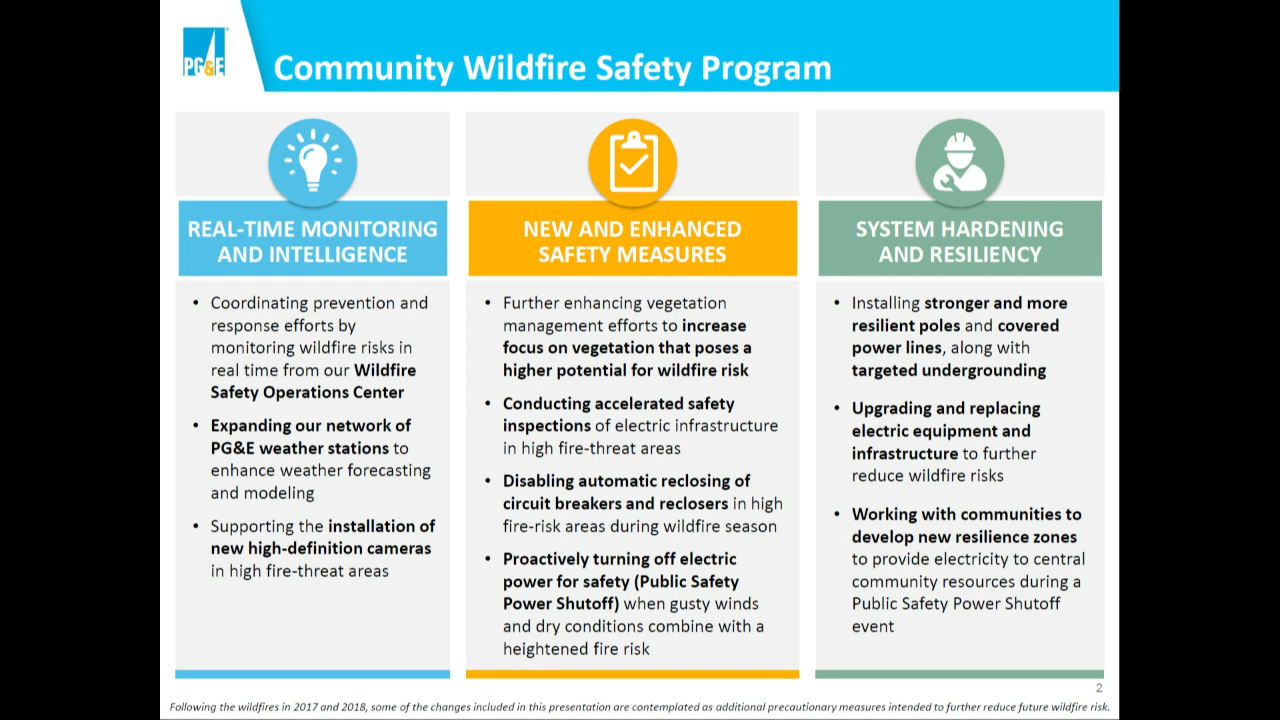 PG&E
Community Wildfire Safety Program
REAL-TIME MONITORING
AND INTELLIGENCE
• Coordinating prevention and
response efforts by
monitoring wildfire risks in
real time from our Wildfire
Safety Operations Center
• Expanding our network of
PG&E weather stations to
enhance weather forecasting
and modeling
• Supporting the installation of
new high-definition cameras
in high fire-threat areas
NEW AND ENHANCED
SAFETY MEASURES
• Further enhancing vegetation
management efforts to increase
focus on vegetation that poses a
higher potential for wildfire risk
• Conducting accelerated safety
inspections of electric infrastructure
in high fire-threat areas
• Disabling automatic reclosing of
circuit breakers and reclosers in high
fire-risk areas during wildfire season
• Proactively turning off electric
power for safety (Public Safety
Power Shutoff) when gusty winds
and dry conditions combine with a
heightened fire risk
SYSTEM HARDENING
AND RESILIENCY
• Installing stronger and more
resilient poles and covered
power lines, along with
targeted undergrounding
• Upgrading and replacing
electric equipment and
infrastructure to further
reduce wildfire risks
• Working with communities to
develop new resilience zones
to provide electricity to central
community resources during a
Public Safety Power Shutoff
event
2
Following the wildfires in 2017 and 2018, some of the changes included in this presentation are contemplated as additional precautionary measures intended to further reduce future wildfire risk.